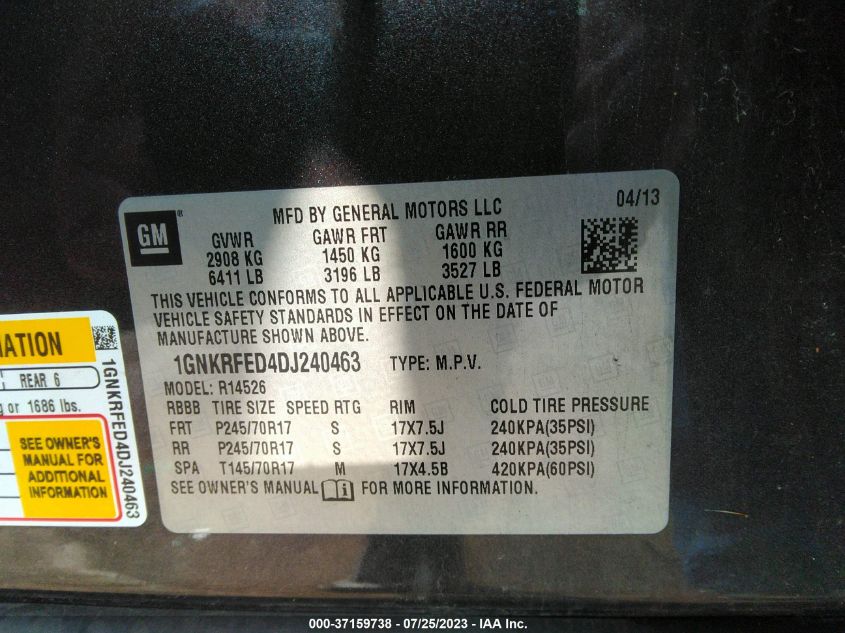 GM
®
MFD BY GENERAL MOTORS LLC
04/13
GVWR GAWR FRT GAWR RR
2908 KG 1450 KG 1600 KG
6411 LB 3196 LB 3527 LB
THIS VEHICLE CONFORMS TO ALL APPLICABLE U.S. FEDERAL MOTOR
VEHICLE SAFETY STANDARDS IN EFFECT ON THE DATE OF
MANUFACTURE SHOWN ABOVE.
1GNKRFED4DJ240463 TYPE: M.P.V.
MODEL: R14526
RBBB TIRE SIZE SPEED RTG RIM COLD TIRE PRESSURE
FRT P245/70R17 S 17X7.5J 240KPA(35PSI)
RR P245/70R17 S 17X7.5J 240KPA(35PSI)
SPA T145/70R17 M 17X4.5B 420KPA(60PSI)
SEE OWNER'S MANUAL FOR MORE INFORMATION.
REAR 6
or 1686 lbs.
SEE OWNER'S
MANUAL FOR
ADDITIONAL
INFORMATION
1GNKRFED4DJ240463
000-37159738 - 07/25/2023 - IAA Inc.